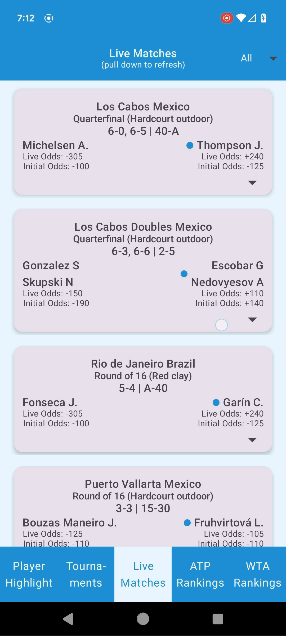 7:12
Live Matches
(pull down to refresh)
All
Los Cabos Mexico
Quarterfinal (Hardcourt outdoor)
6-0, 6-5 | 40-A
Michelsen A. Thompson J.
Live Odds: -305 Live Odds: +240
Initial Odds: -100 Initial Odds: -125
Los Cabos Doubles Mexico
Quarterfinal (Hardcourt outdoor)
6-3, 6-6 | 2-5
Gonzalez S Escobar G
Skupski N Nedovyesov A
Live Odds: -150 Live Odds: +110
Initial Odds: -190 Initial Odds: +140
Rio de Janeiro Brazil
Round of 16 (Red clay)
5-4 | A-40
Fonseca J. Garín C.
Live Odds: -305 Live Odds: +240
Initial Odds: -100 Initial Odds: -125
Puerto Vallarta Mexico
Round of 16 (Hardcourt outdoor)
3-3 | 15-30
Bouzas Maneiro J. Fruhvirtová L.
Live Odds: -125 Live Odds: -105
Initial Odds: -110 Initial Odds: -110
Player Highlight
Tourna-ments
Live Matches
ATP Rankings
WTA Rankings